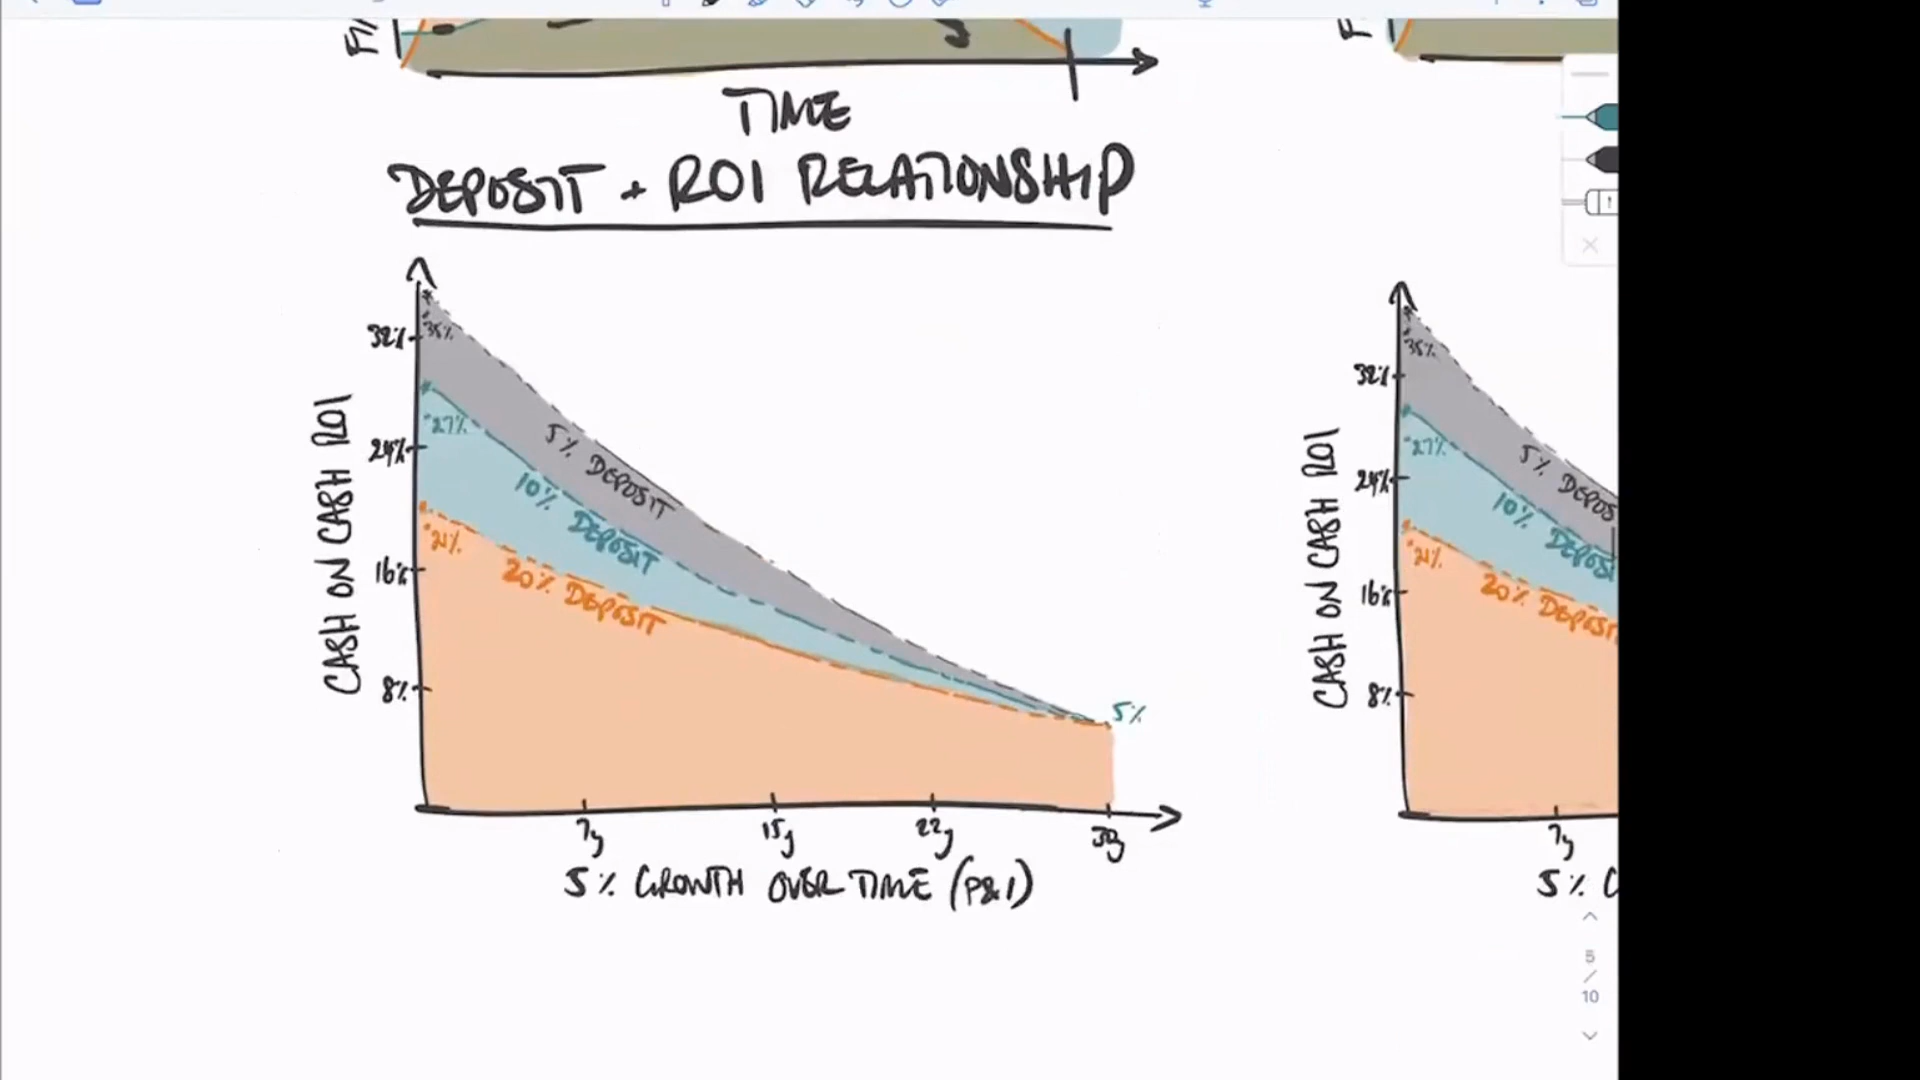 TIME
DEPOSIT + ROI RELATIONSHIP
32%
35%
24%
27%
16%
21%
8%
5% DEPOSIT
10% DEPOSIT
20% DEPOSIT
5%
CASH ON CASH ROI
7y
15y
22y
30y
5% GROWTH OVER TIME (P&I)
32%
35%
24%
27%
16%
21%
8%
5% DEPOS
10% DEPOSI
20% DEPOSIT
CASH ON CASH ROI
7y
5%
5
/
10